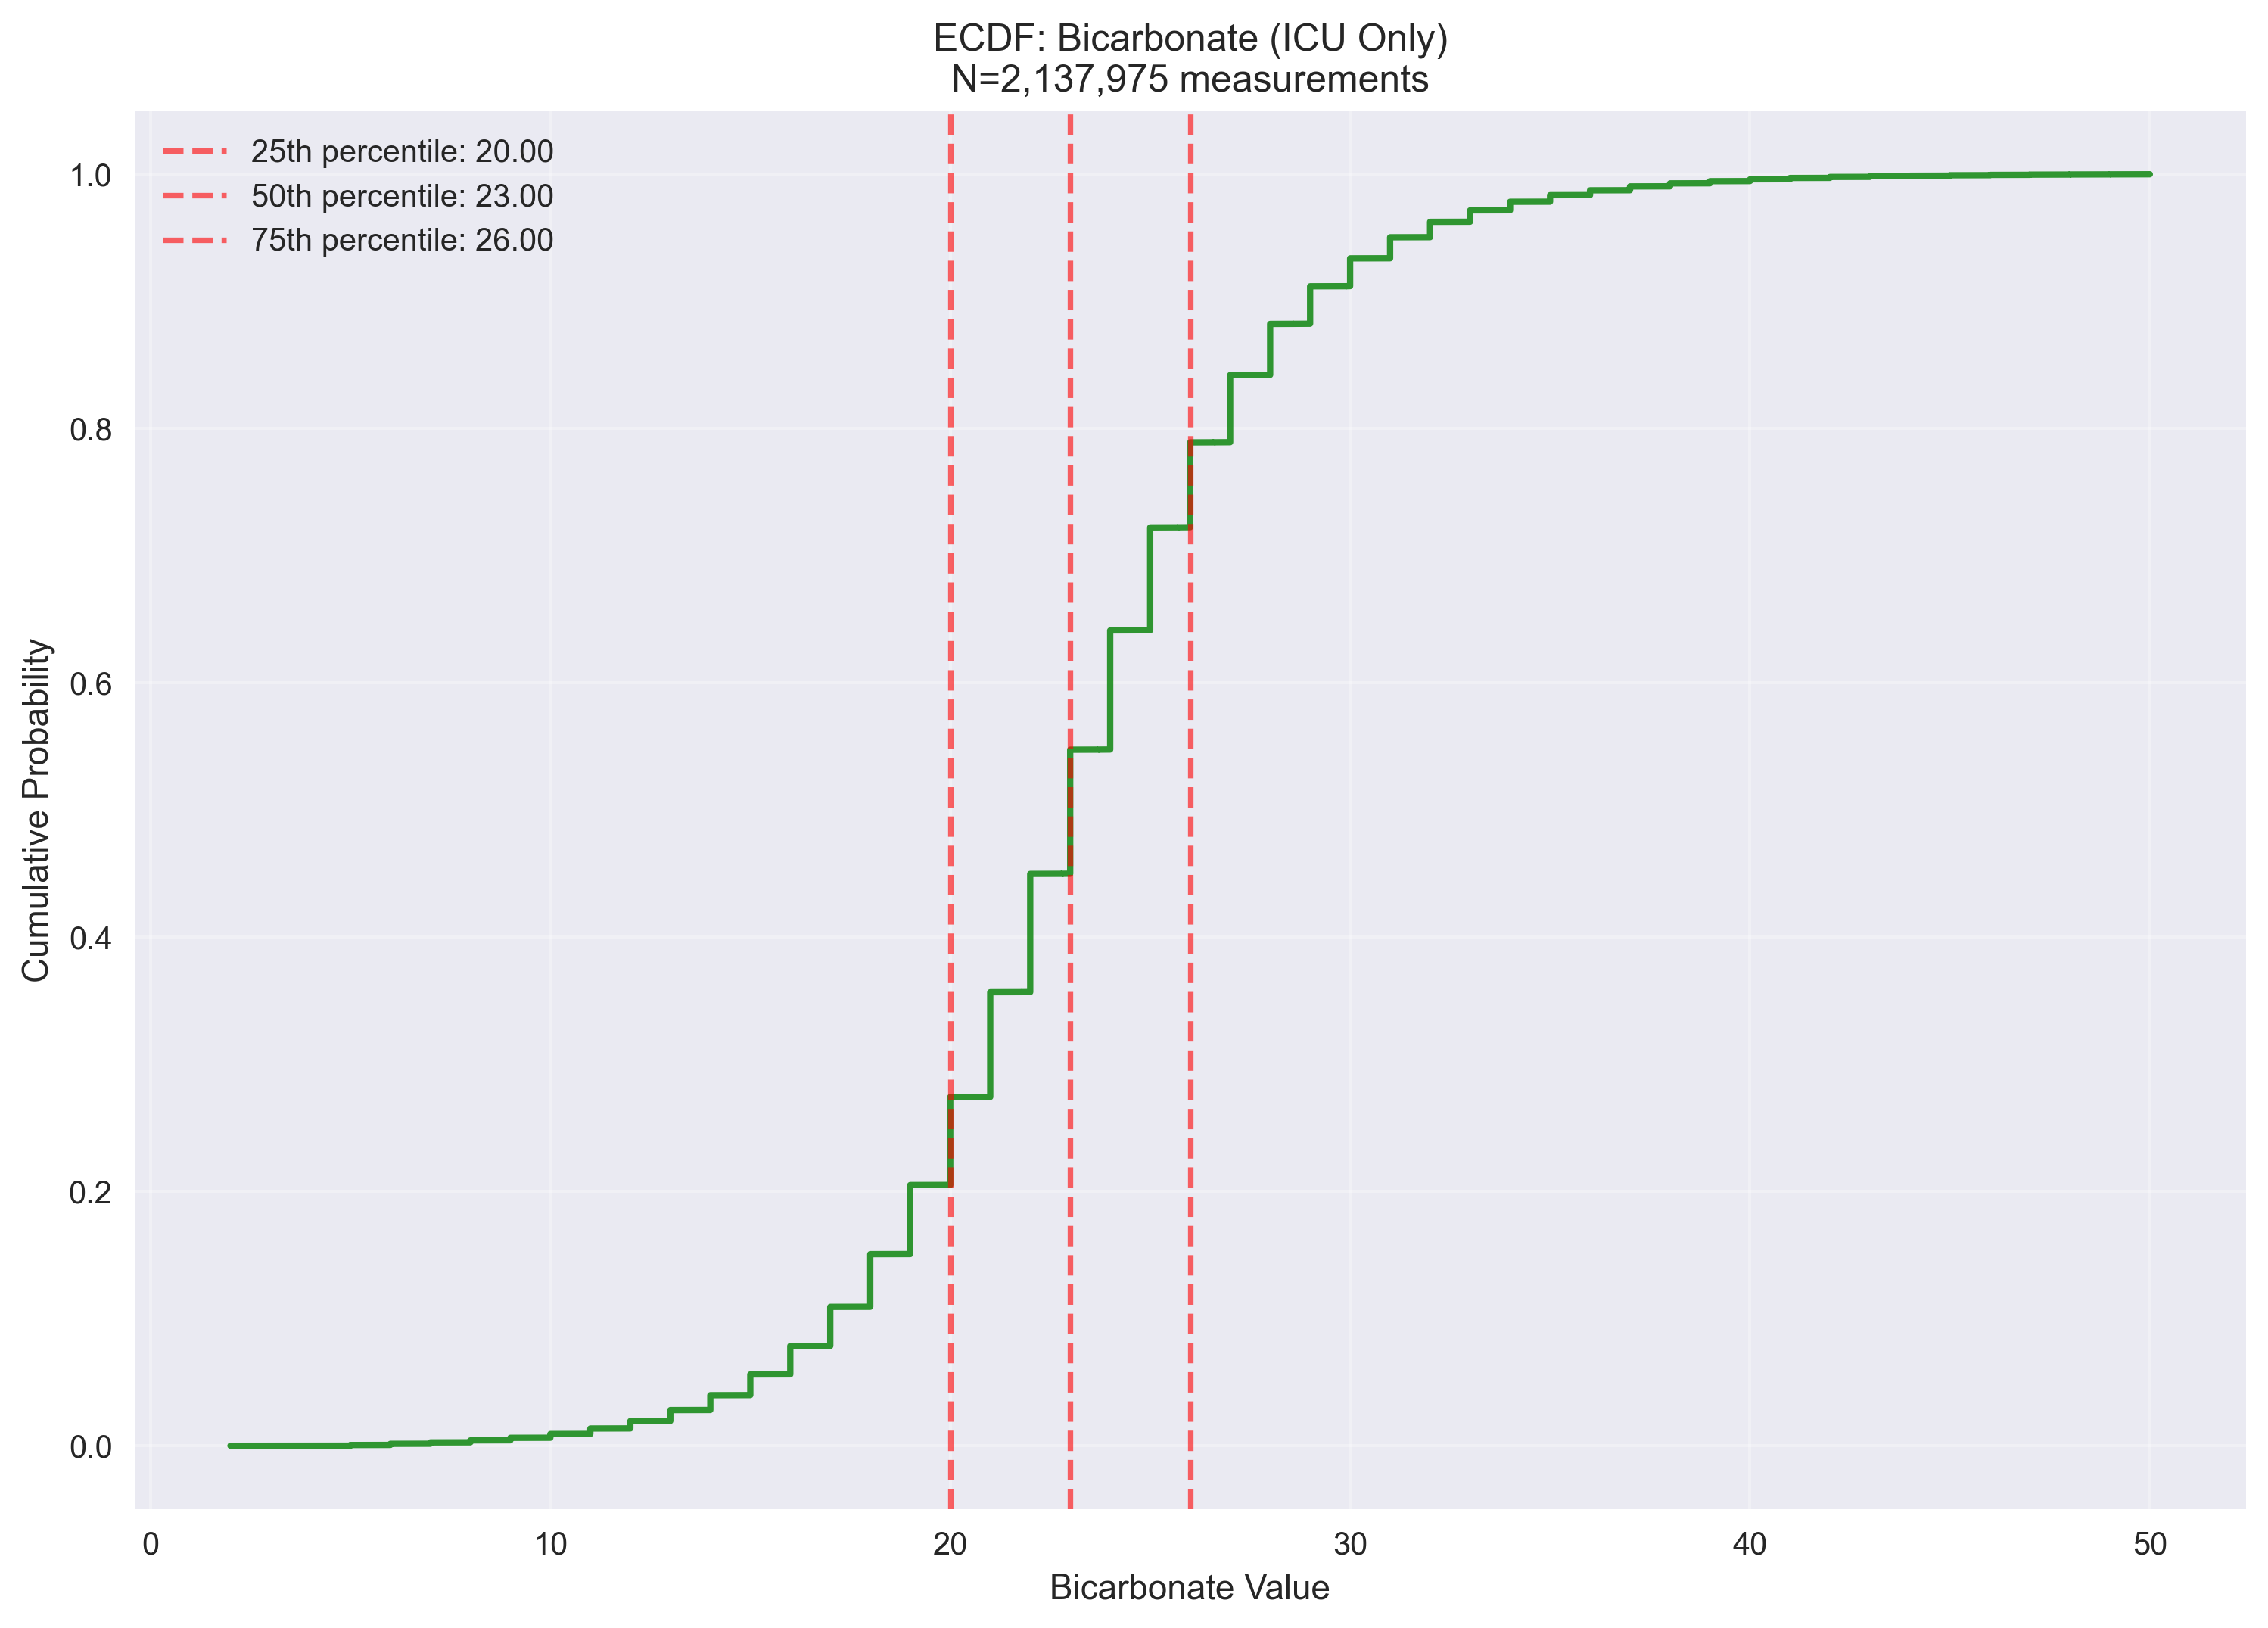 ECDF: Bicarbonate (ICU Only)
N=2,137,975 measurements
25th percentile: 20.00
50th percentile: 23.00
75th percentile: 26.00
1.0
0.8
0.6
0.4
0.2
0.0
Cumulative Probability
0
10
20
30
40
50
Bicarbonate Value